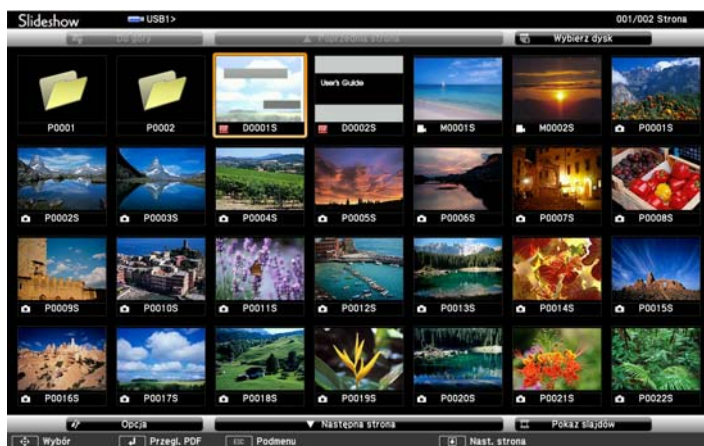 Slideshow USB1> 001/002 Strona
Do góry ▲ Poprzednia strona Wybierz dysk
User's Guide
P0001 P0002 D0001S D0002S M0001S M0002S P0001S
P0002S P0003S P0004S P0005S P0006S P0007S P0008S
P0009S P0010S P0011S P0012S P0013S P0014S P0015S
P0016S P0017S P0018S P0019S P0020S P0021S P0022S
Opcja ▼ Następna strona Pokaz slajdów
Wybór Przegl. PDF ESC Podmenu Nast. strona